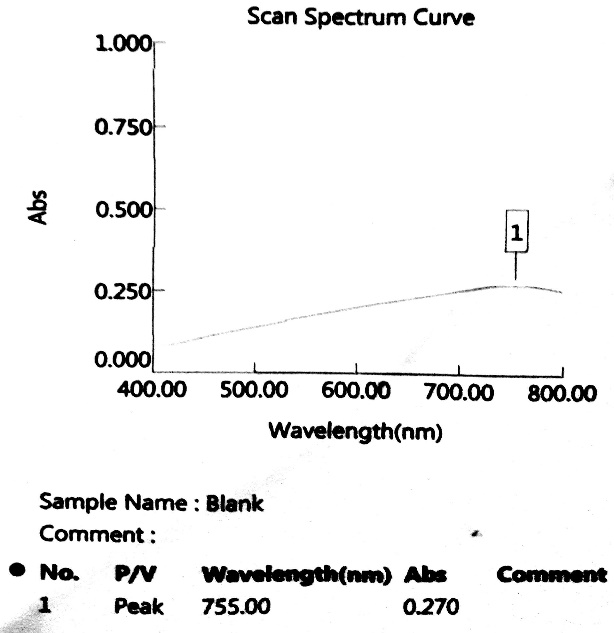 Scan Spectrum Curve
1.000
0.750
Abs
0.500
1
0.250
0.000
400.00 500.00 600.00 700.00 800.00
Wavelength(nm)
Sample Name : Blank
Comment :
No. P/V Wavelength(nm) Abs Comment
1 Peak 755.00 0.270